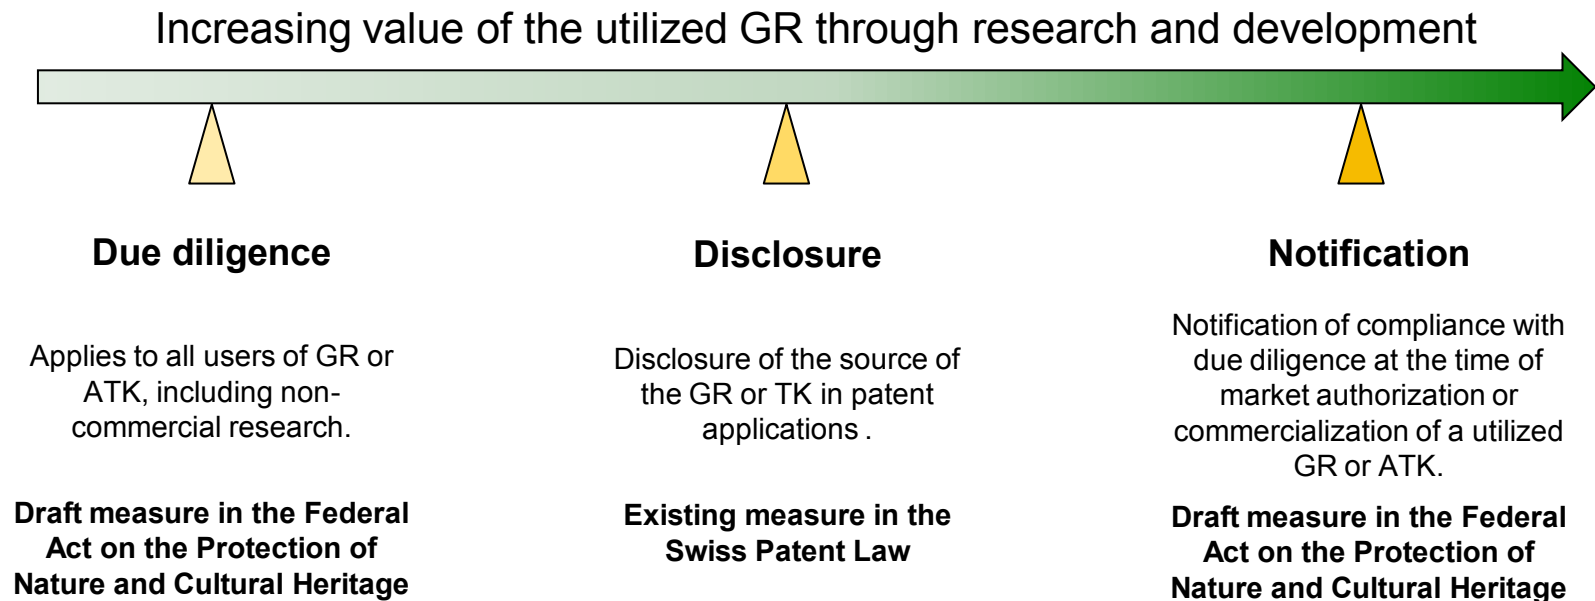 Increasing value of the utilized GR through research and development
Due diligence
Applies to all users of GR or
ATK, including non-
commercial research.
Draft measure in the Federal
Act on the Protection of
Nature and Cultural Heritage
Disclosure
Disclosure of the source of
the GR or TK in patent
applications .
Existing measure in the
Swiss Patent Law
Notification
Notification of compliance with
due diligence at the time of
market authorization or
commercialization of a utilized
GR or ATK.
Draft measure in the Federal
Act on the Protection of
Nature and Cultural Heritage